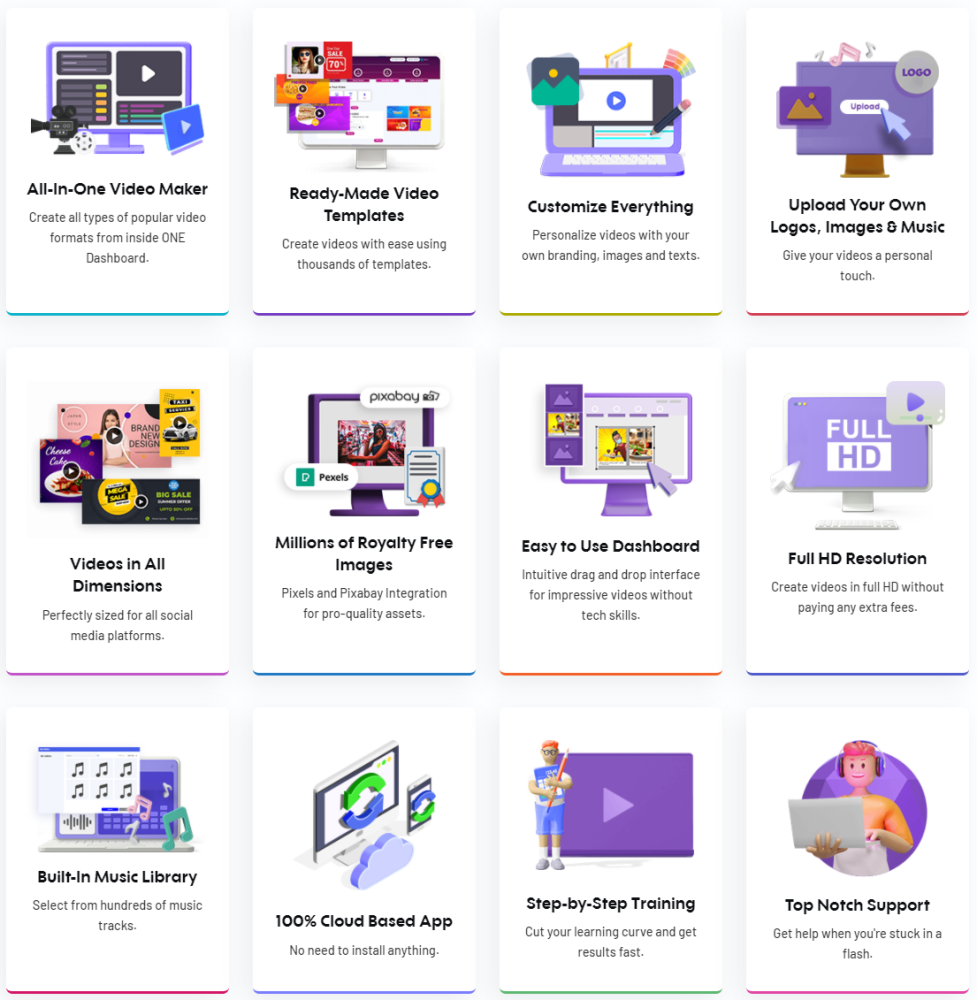 LOGO
Upload
SALE
70%
All-In-One Video Maker
Create all types of popular video
formats from inside ONE
Dashboard.
Ready-Made Video
Templates
Create videos with ease using
thousands of templates.
Customize Everything
Personalize videos with your
own branding, images and texts.
Upload Your Own
Logos, Images & Music
Give your videos a personal
touch.
JAPAN
STYLE
BRAND
NEW
DESIGN
TAXI
SERVICE
Cheese
Cake
MEGA
SALE
BIG SALE
SUMMER OFFER
UPTO 50% OFF
pixabay
Pexels
FULL
HD
Videos in All
Dimensions
Perfectly sized for all social
media platforms.
Millions of Royalty Free
Images
Pixels and Pixabay Integration
for pro-quality assets.
Easy to Use Dashboard
Intuitive drag and drop interface
for impressive videos without
tech skills.
Full HD Resolution
Create videos in full HD without
paying any extra fees.
Built-In Music Library
Select from hundreds of music
tracks.
100% Cloud Based App
No need to install anything.
Step-by-Step Training
Cut your learning curve and get
results fast.
Top Notch Support
Get help when you're stuck in a
flash.